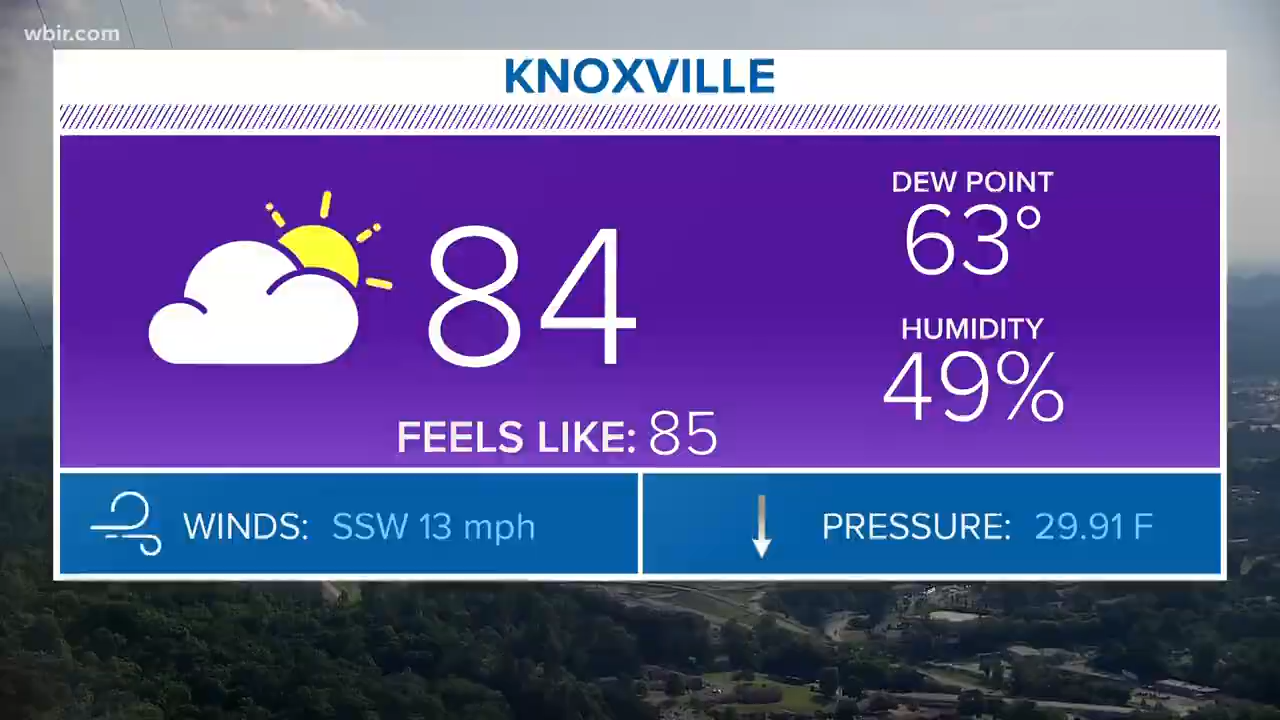 wbir.com
KNOXVILLE
84
FEELS LIKE: 85
DEW POINT
63°
HUMIDITY
49%
WINDS: SSW 13 mph
PRESSURE: 29.91 F